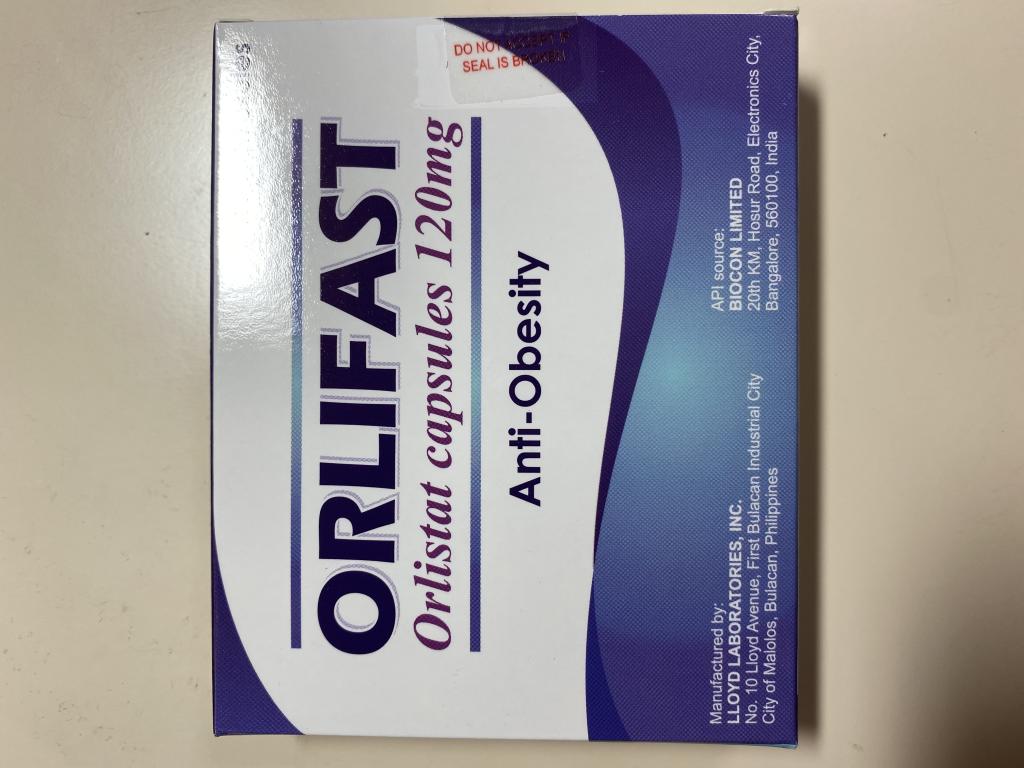 DO NOT ACCEPT IF
SEAL IS BROKEN
ORLIFAST
Orlistat capsules 120mg
Anti-Obesity
Manufactured by:
LLOYD LABORATORIES, INC.
No. 10 Lloyd Avenue, First Bulacan Industrial City
City of Malolos, Bulacan, Philippines
API source:
BIOCON LIMITED
20th KM, Hosur Road, Electronics City,
Bangalore, 560100, India